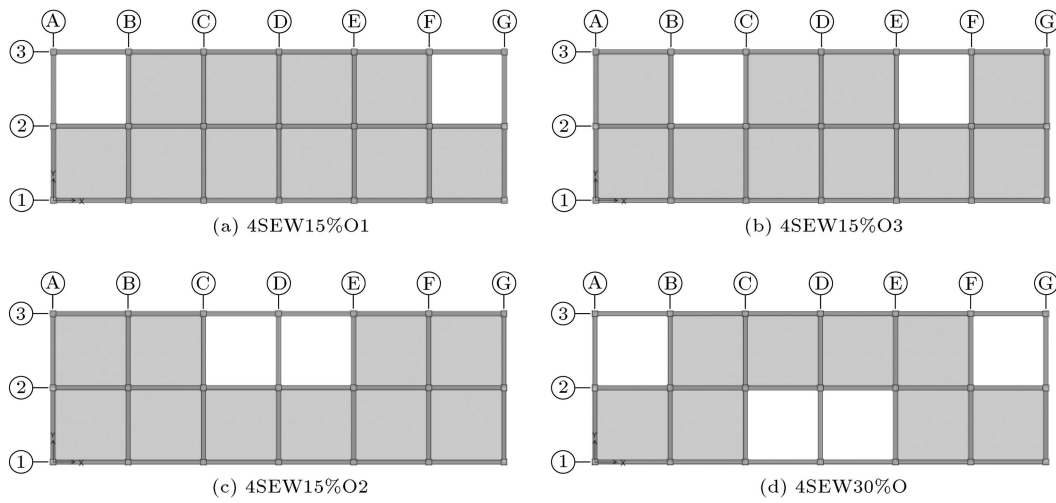 A B C D E F G
3
2
Y
1 X
(a) 4SEW15%O1
A B C D E F G
3
2
Y
1 X
(b) 4SEW15%O3
A B C D E F G
3
2
Y
1 X
(c) 4SEW15%O2
A B C D E F G
3
2
Y
1 X
(d) 4SEW30%O